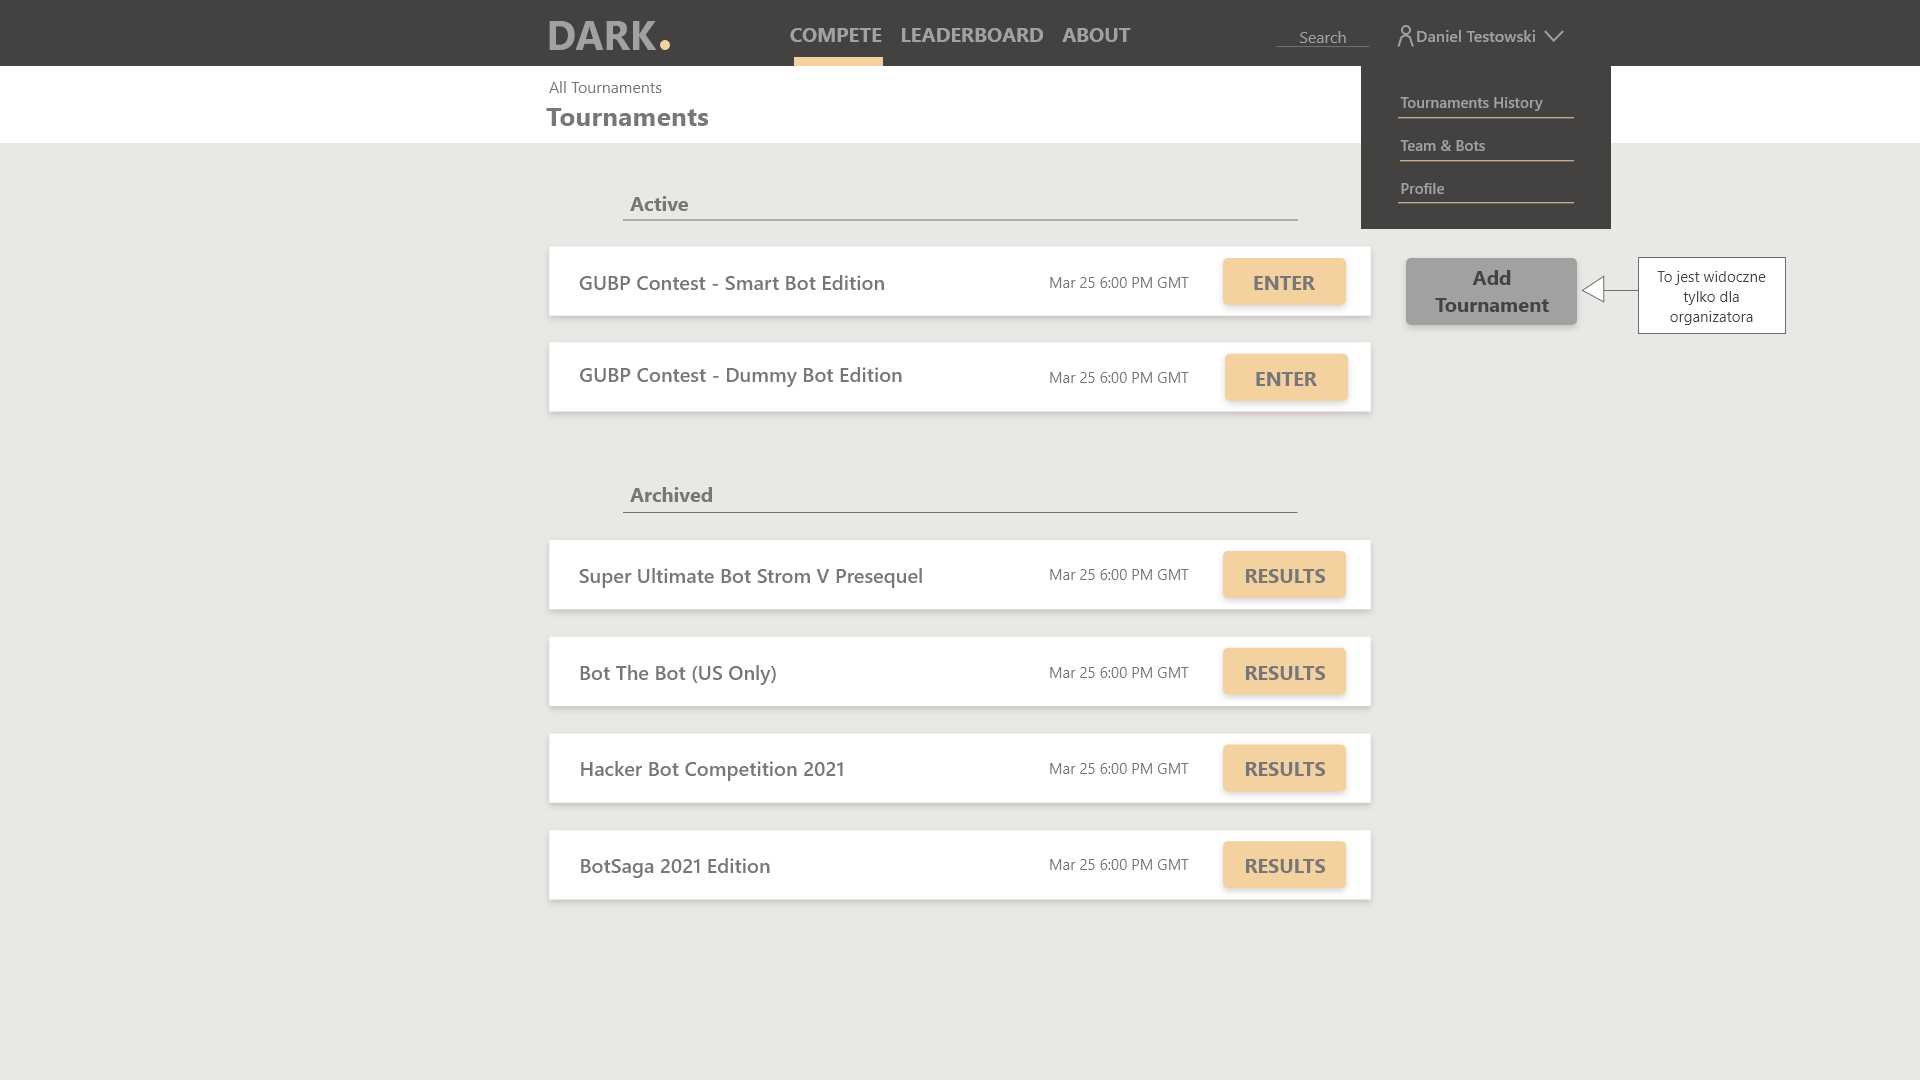 DARK.
COMPETE LEADERBOARD ABOUT
Search
Daniel Testowski
All Tournaments
Tournaments
Tournaments History
Team & Bots
Profile
Active
GUBP Contest - Smart Bot Edition Mar 25 6:00 PM GMT ENTER
GUBP Contest - Dummy Bot Edition Mar 25 6:00 PM GMT ENTER
Add
Tournament
To jest widoczne
tylko dla
organizatora
Archived
Super Ultimate Bot Strom V Presequel Mar 25 6:00 PM GMT RESULTS
Bot The Bot (US Only) Mar 25 6:00 PM GMT RESULTS
Hacker Bot Competition 2021 Mar 25 6:00 PM GMT RESULTS
BotSaga 2021 Edition Mar 25 6:00 PM GMT RESULTS